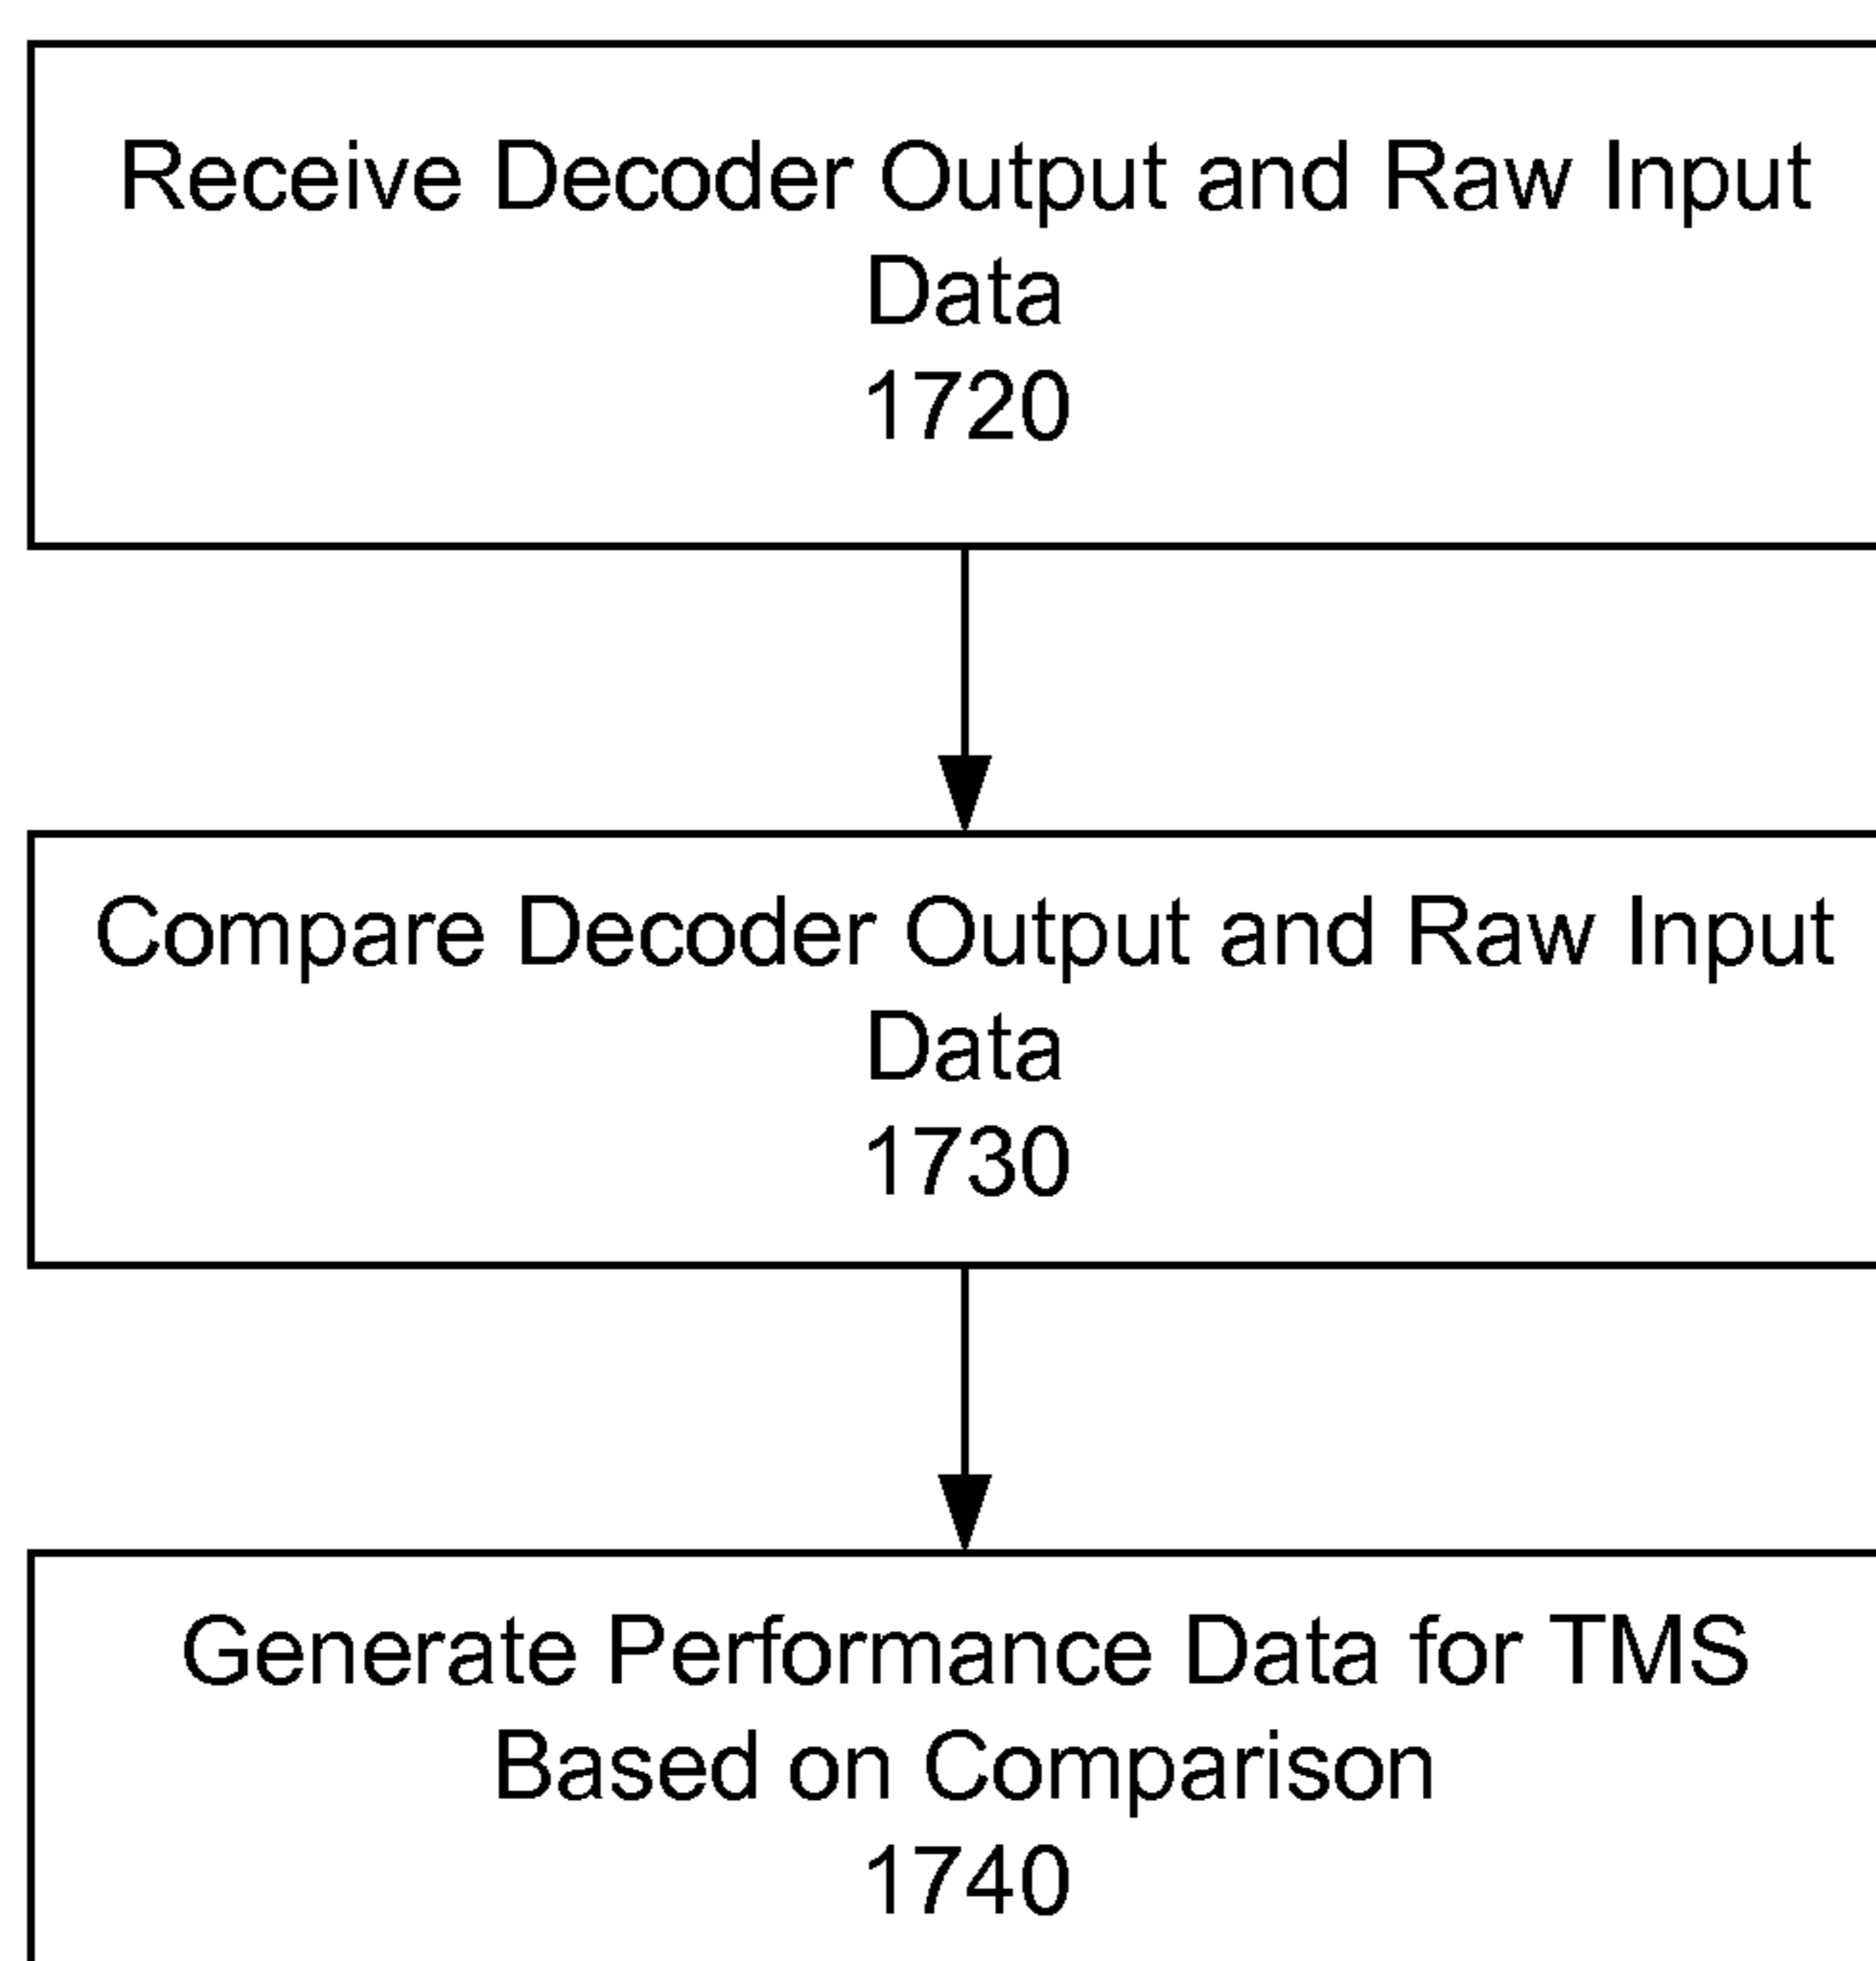 Receive Decoder Output and Raw Input
Data
1720
Compare Decoder Output and Raw Input
Data
1730
Generate Performance Data for TMS
Based on Comparison
1740